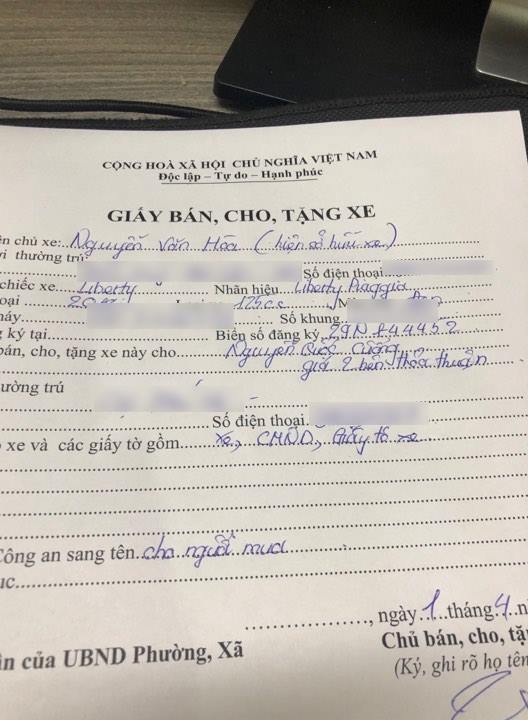 CỘNG HOÀ XÃ HỘI CHỦ NGHĨA VIỆT NAM
Độc lập – Tự do – Hạnh phúc
GIẤY BÁN, CHO, TẶNG XE
ên chủ xe: Nguyễn Văn Hòa (hiện sở hữu xe)
ơi thường trú
Số điện thoại
chiếc xe Liberty Nhãn hiệu Liberty Piaggio
oại 125cc
máy Số khung
g ký tại Biển số đăng ký 29N
bán, cho, tặng xe này cho Nguyễn Quốc Cường
giá 2 bên thỏa thuận
ường trú
Số điện thoại
xe và các giấy tờ gồm xe, CMND, Giấy tờ xe
Công an sang tên cho người mua
ục
, ngày 1 tháng 4 n
ận của UBND Phường, Xã Chủ bán, cho, tặ
(Ký, ghi rõ họ tên